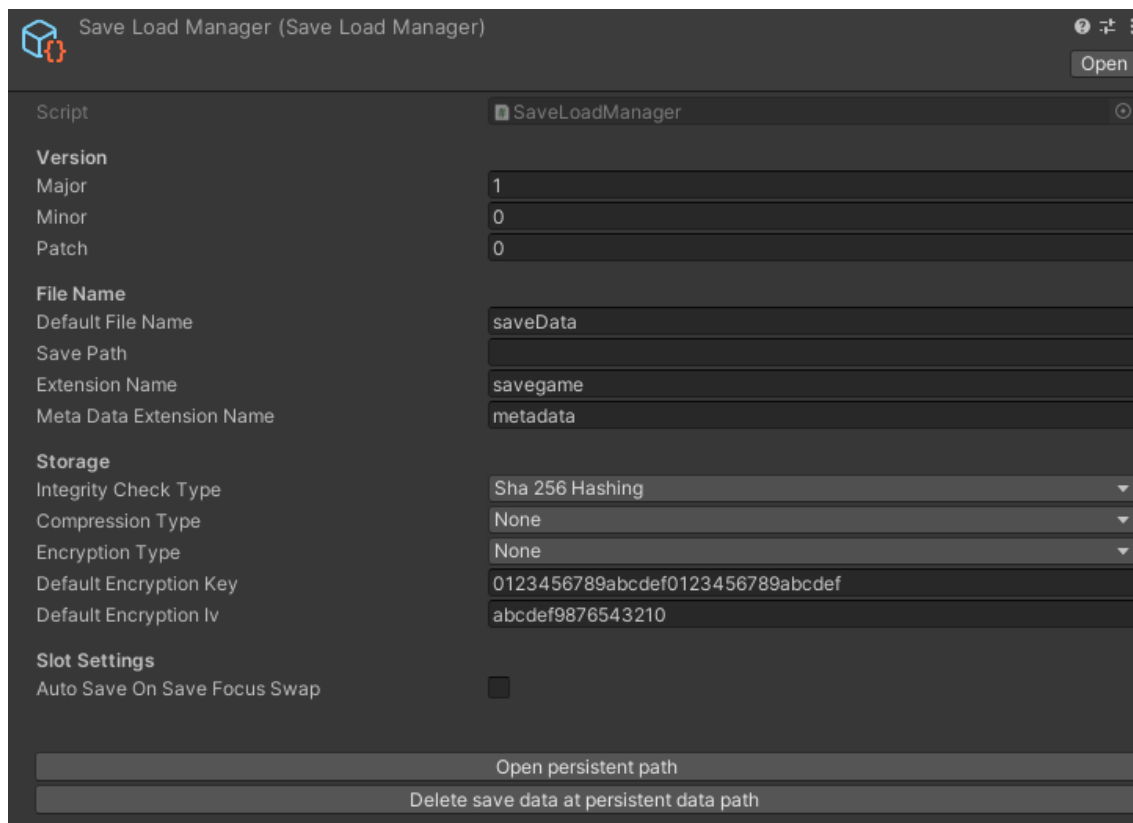 Save Load Manager (Save Load Manager)
Open
Script SaveLoadManager
Version
Major 1
Minor 0
Patch 0
File Name
Default File Name saveData
Save Path
Extension Name savegame
Meta Data Extension Name metadata
Storage
Integrity Check Type Sha 256 Hashing
Compression Type None
Encryption Type None
Default Encryption Key 0123456789abcdef0123456789abcdef
Default Encryption Iv abcdef9876543210
Slot Settings
Auto Save On Save Focus Swap
Open persistent path
Delete save data at persistent data path